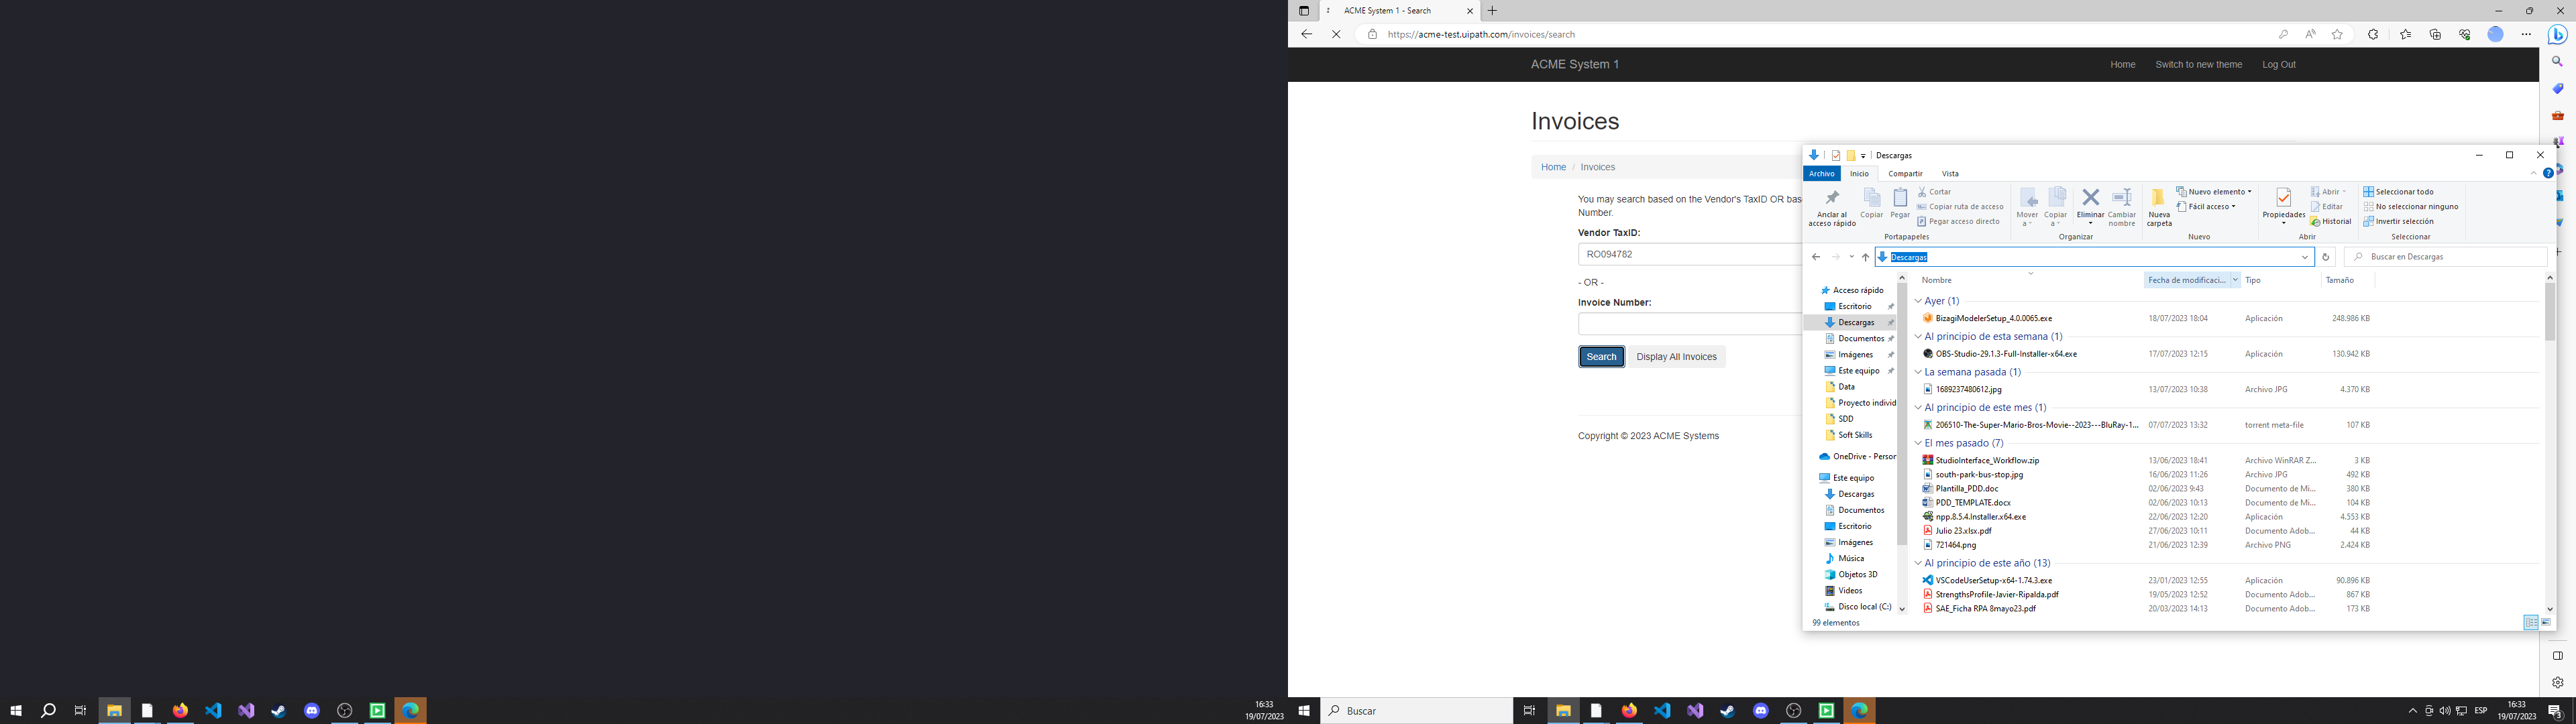 ACME System 1 - Search
https://acme-test.uipath.com/invoices/search
ACME System 1
Home
Switch to new theme
Log Out
Invoices
Home / Invoices
You may search based on the Vendor's TaxID OR bas
Number.
Vendor TaxID:
RO094782
- OR -
Invoice Number:
Search
Display All Invoices
Copyright © 2023 ACME Systems
Descargas
Archivo
Inicio
Compartir
Vista
Anclar al
acceso rápido
Copiar
Pegar
Cortar
Copiar ruta de acceso
Pegar acceso directo
Portapapeles
Mover
a
Copiar
a
Eliminar
Cambiar
nombre
Organizar
Nueva
carpeta
Nuevo elemento
Fácil acceso
Nuevo
Propiedades
Abrir
Editar
Historial
Abrir
Seleccionar todo
No seleccionar ninguno
Invertir selección
Seleccionar
Descargas
Buscar en Descargas
Acceso rápido
Escritorio
Descargas
Documentos
Imágenes
Este equipo
Data
Proyecto individ
SDD
Soft Skills
OneDrive - Persor
Este equipo
Descargas
Documentos
Escritorio
Imágenes
Música
Objetos 3D
Videos
Disco local (C:)
Nombre Fecha de modificaci... Tipo Tamaño
Ayer (1)
BizagiModelerSetup_4.0.0065.exe 18/07/2023 18:04 Aplicación 248.986 KB
Al principio de esta semana (1)
OBS-Studio-29.1.3-Full-Installer-x64.exe 17/07/2023 12:15 Aplicación 130.942 KB
La semana pasada (1)
1689237480612.jpg 13/07/2023 10:38 Archivo JPG 4.370 KB
Al principio de este mes (1)
206510-The-Super-Mario-Bros-Movie--2023---BluRay-1... 07/07/2023 13:32 torrent meta-file 107 KB
El mes pasado (7)
StudioInterface_Workflow.zip 13/06/2023 18:41 Archivo WinRAR Z... 3 KB
south-park-bus-stop.jpg 16/06/2023 11:26 Archivo JPG 492 KB
Plantilla_PDD.doc 02/06/2023 9:43 Documento de Mi... 380 KB
PDD_TEMPLATE.docx 02/06/2023 10:13 Documento de Mi... 104 KB
npp.8.5.4.Installer.x64.exe 22/06/2023 12:20 Aplicación 4.553 KB
Julio 23.xlsx.pdf 27/06/2023 10:11 Documento Adob... 44 KB
721464.png 21/06/2023 12:39 Archivo PNG 2.424 KB
Al principio de este año (13)
VSCodeUserSetup-x64-1.74.3.exe 23/01/2023 12:55 Aplicación 90.896 KB
StrengthsProfile-Javier-Ripalda.pdf 19/05/2023 12:52 Documento Adob... 867 KB
SAE_Ficha RPA 8mayo23.pdf 20/03/2023 14:13 Documento Adob... 173 KB
99 elementos
16:33
19/07/2023
Buscar
ESP
16:33
19/07/2023
3